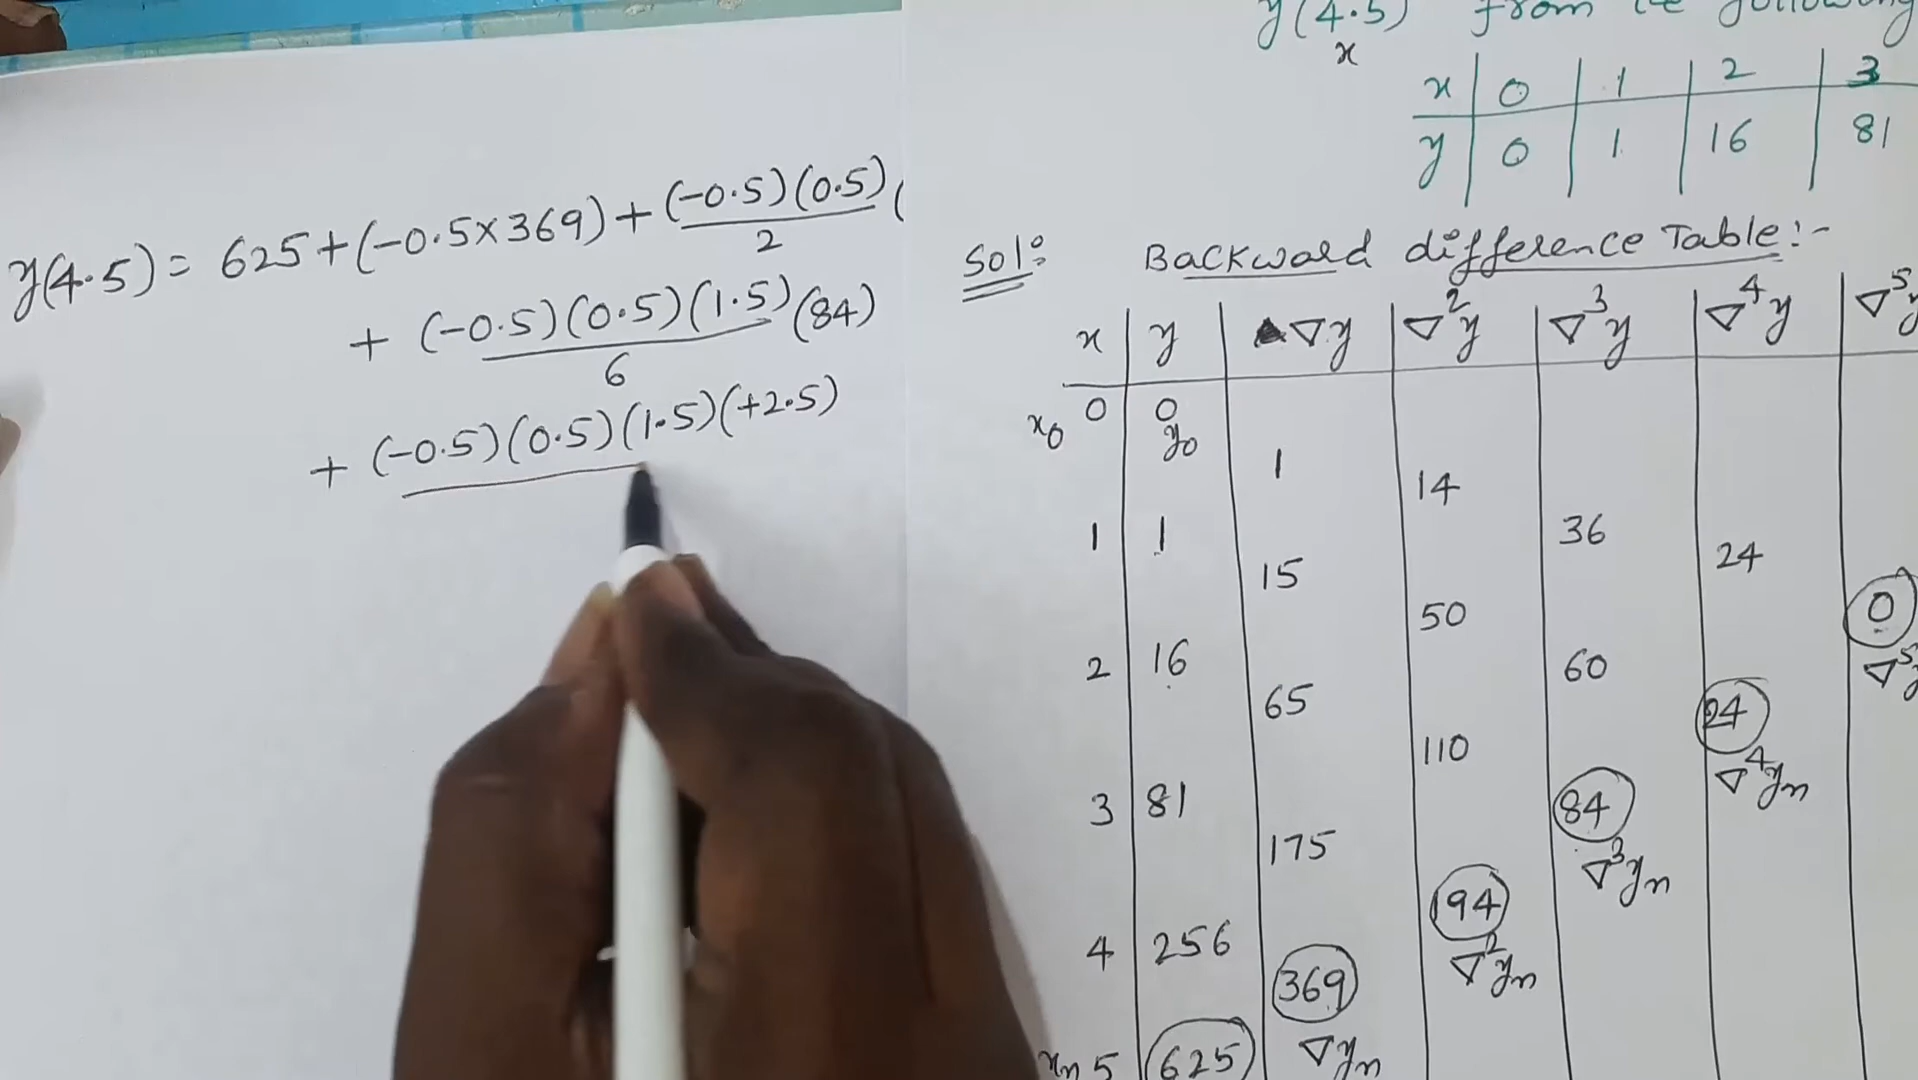 y(4.5) = 625 + (-0.5×369) + (-0.5)(0.5)/2 (
+ (-0.5)(0.5)(1.5)/6 (84)
+ (-0.5)(0.5)(1.5)(+2.5)
y(4.5) from
x
x | 0 | 1 | 2 | 3
y | 0 | 1 | 16 | 81
Sol: Backward difference Table:-
x | y | ∇y | ∇²y | ∇³y | ∇⁴y | ∇⁵y
x₀ 0 | 0
y₀
1
14
1 | 1
36
15
24
50
0
2 | 16
60
∇⁵
65
24
110
∇⁴yₙ
3 | 81
84
175
∇³yₙ
94
4 | 256
∇²yₙ
369
xₙ 5 | 625
∇yₙ